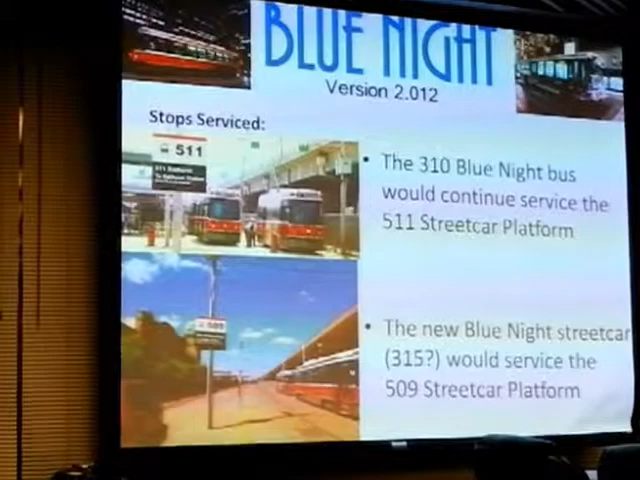 BLUE NIGHT
Version 2.012
Stops Serviced:
511
• The 310 Blue Night bus
would continue service the
511 Streetcar Platform
509
• The new Blue Night streetcar
(315?) would service the
509 Streetcar Platform